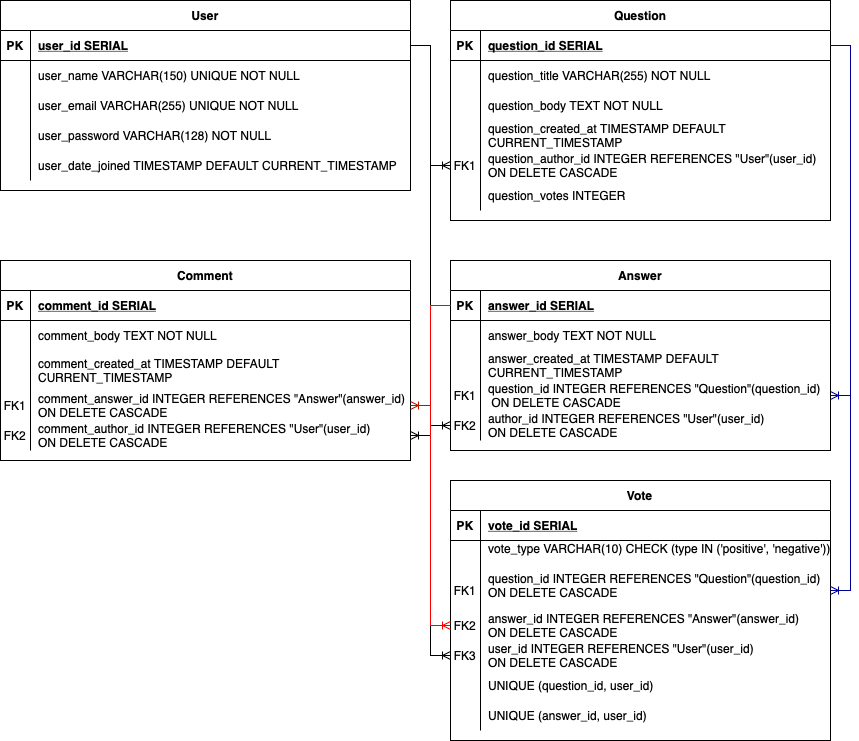 User
PK user_id SERIAL
user_name VARCHAR(150) UNIQUE NOT NULL
user_email VARCHAR(255) UNIQUE NOT NULL
user_password VARCHAR(128) NOT NULL
user_date_joined TIMESTAMP DEFAULT CURRENT_TIMESTAMP
Question
PK question_id SERIAL
question_title VARCHAR(255) NOT NULL
question_body TEXT NOT NULL
question_created_at TIMESTAMP DEFAULT
CURRENT_TIMESTAMP
FK1 question_author_id INTEGER REFERENCES "User"(user_id)
ON DELETE CASCADE
question_votes INTEGER
Comment
PK comment_id SERIAL
comment_body TEXT NOT NULL
comment_created_at TIMESTAMP DEFAULT
CURRENT_TIMESTAMP
FK1 comment_answer_id INTEGER REFERENCES "Answer"(answer_id)
ON DELETE CASCADE
FK2 comment_author_id INTEGER REFERENCES "User"(user_id)
ON DELETE CASCADE
Answer
PK answer_id SERIAL
answer_body TEXT NOT NULL
answer_created_at TIMESTAMP DEFAULT
CURRENT_TIMESTAMP
FK1 question_id INTEGER REFERENCES "Question"(question_id)
ON DELETE CASCADE
FK2 author_id INTEGER REFERENCES "User"(user_id)
ON DELETE CASCADE
Vote
PK vote_id SERIAL
vote_type VARCHAR(10) CHECK (type IN ('positive', 'negative'))
FK1 question_id INTEGER REFERENCES "Question"(question_id)
ON DELETE CASCADE
FK2 answer_id INTEGER REFERENCES "Answer"(answer_id)
ON DELETE CASCADE
FK3 user_id INTEGER REFERENCES "User"(user_id)
ON DELETE CASCADE
UNIQUE (question_id, user_id)
UNIQUE (answer_id, user_id)